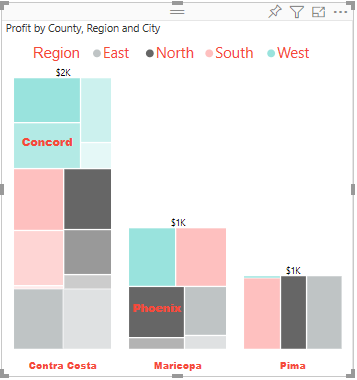 Profit by County, Region and City
Region East North South West
$2K
Concord
$1K
Phoenix
$1K
Contra Costa Maricopa Pima